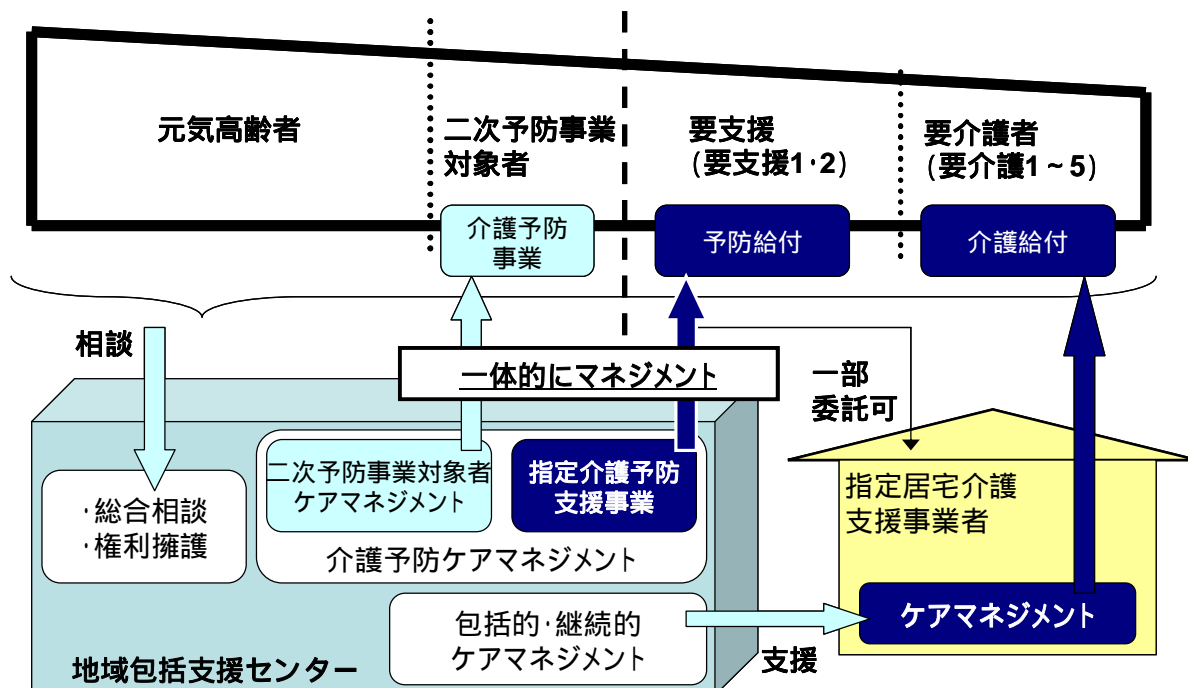 元気高齢者
二次予防事業
対象者
要支援
(要支援1・2)
要介護者
(要介護1～5)
介護予防
事業
予防給付
介護給付
相談
一体的にマネジメント
一部
委託可
二次予防事業対象者
ケアマネジメント
指定介護予防
支援事業
・総合相談
・権利擁護
介護予防ケアマネジメント
指定居宅介護
支援事業者
包括的・継続的
ケアマネジメント
ケアマネジメント
支援
地域包括支援センター